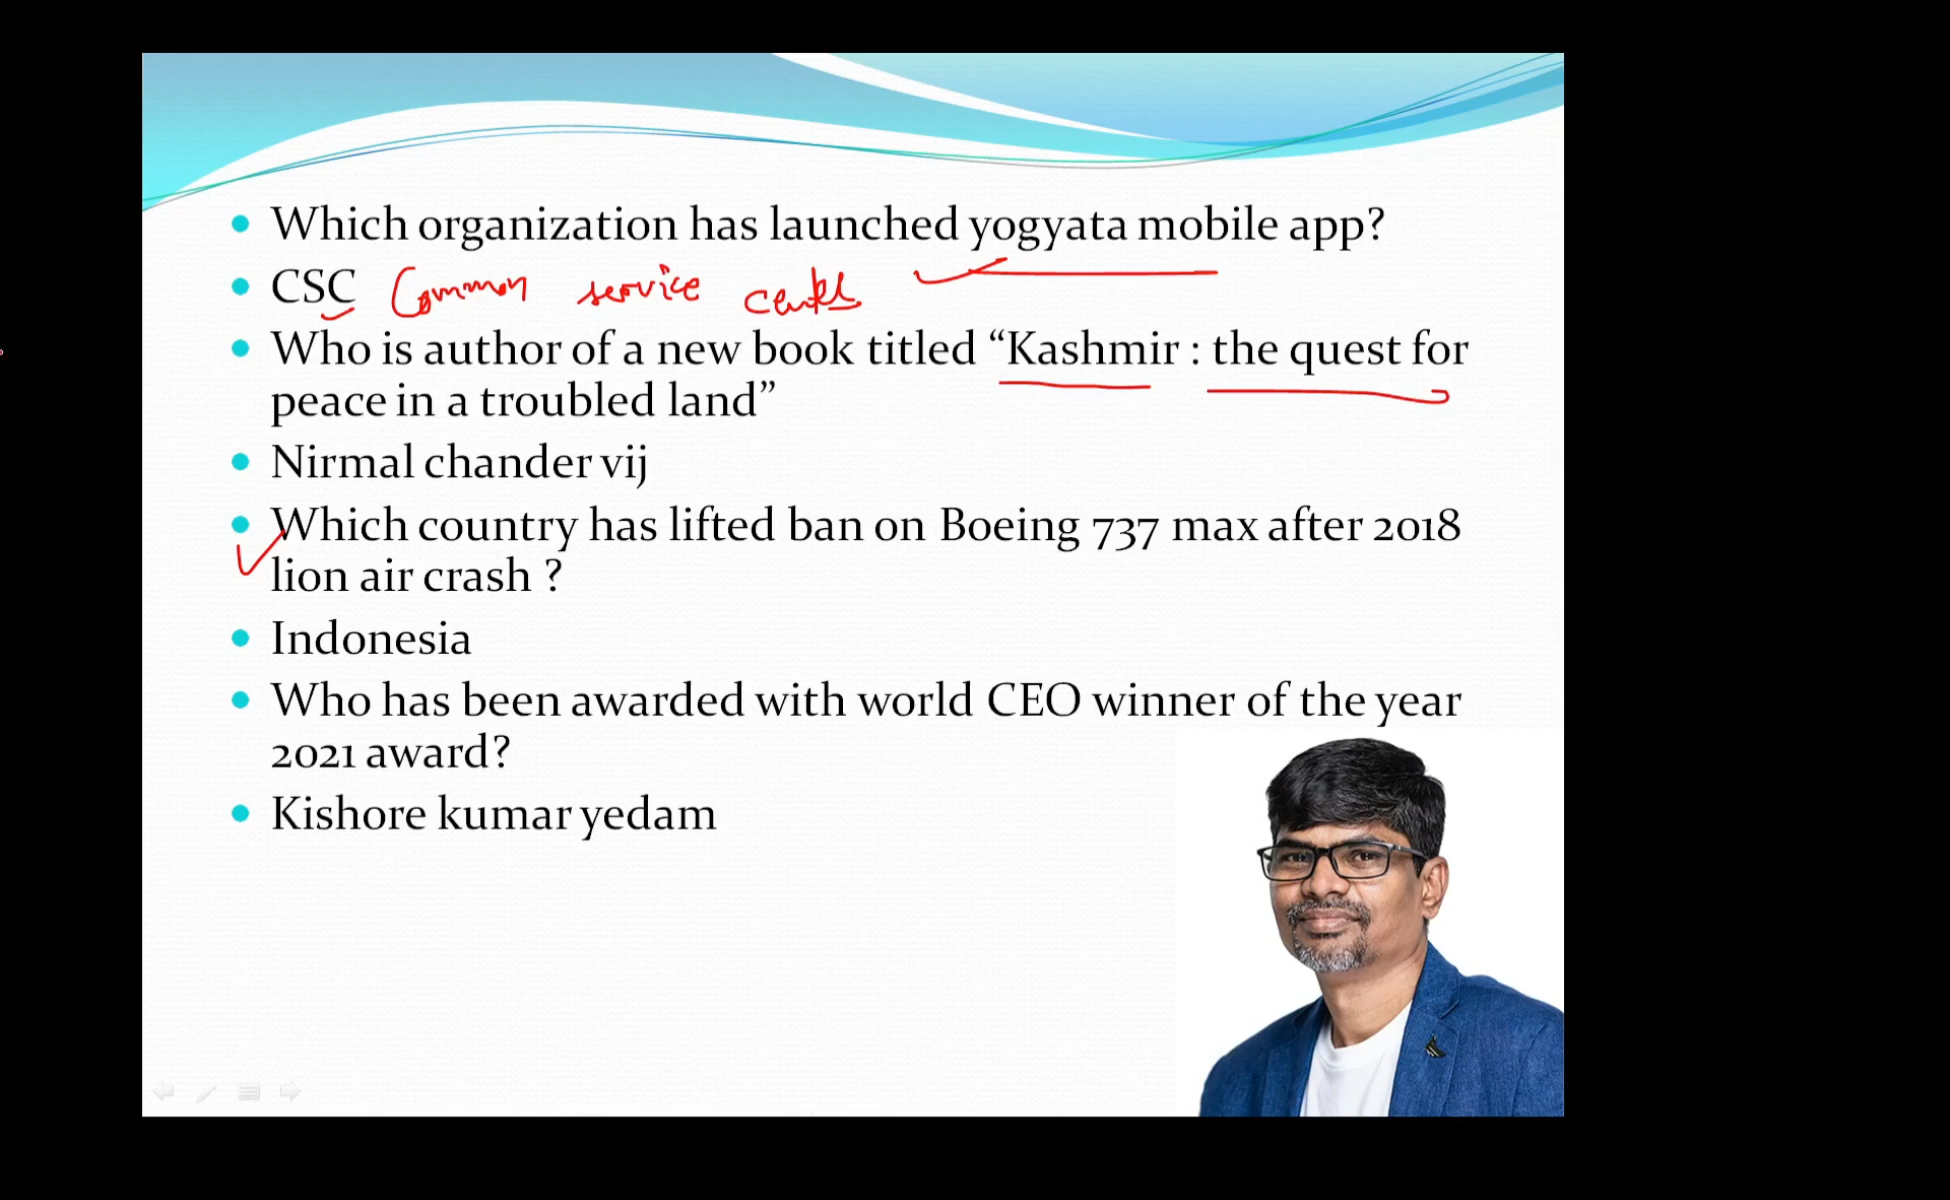 Which organization has launched yogyata mobile app?
CSC Common service centre
Who is author of a new book titled “Kashmir : the quest for
peace in a troubled land”
Nirmal chander vij
Which country has lifted ban on Boeing 737 max after 2018
lion air crash ?
Indonesia
Who has been awarded with world CEO winner of the year
2021 award?
Kishore kumar yedam